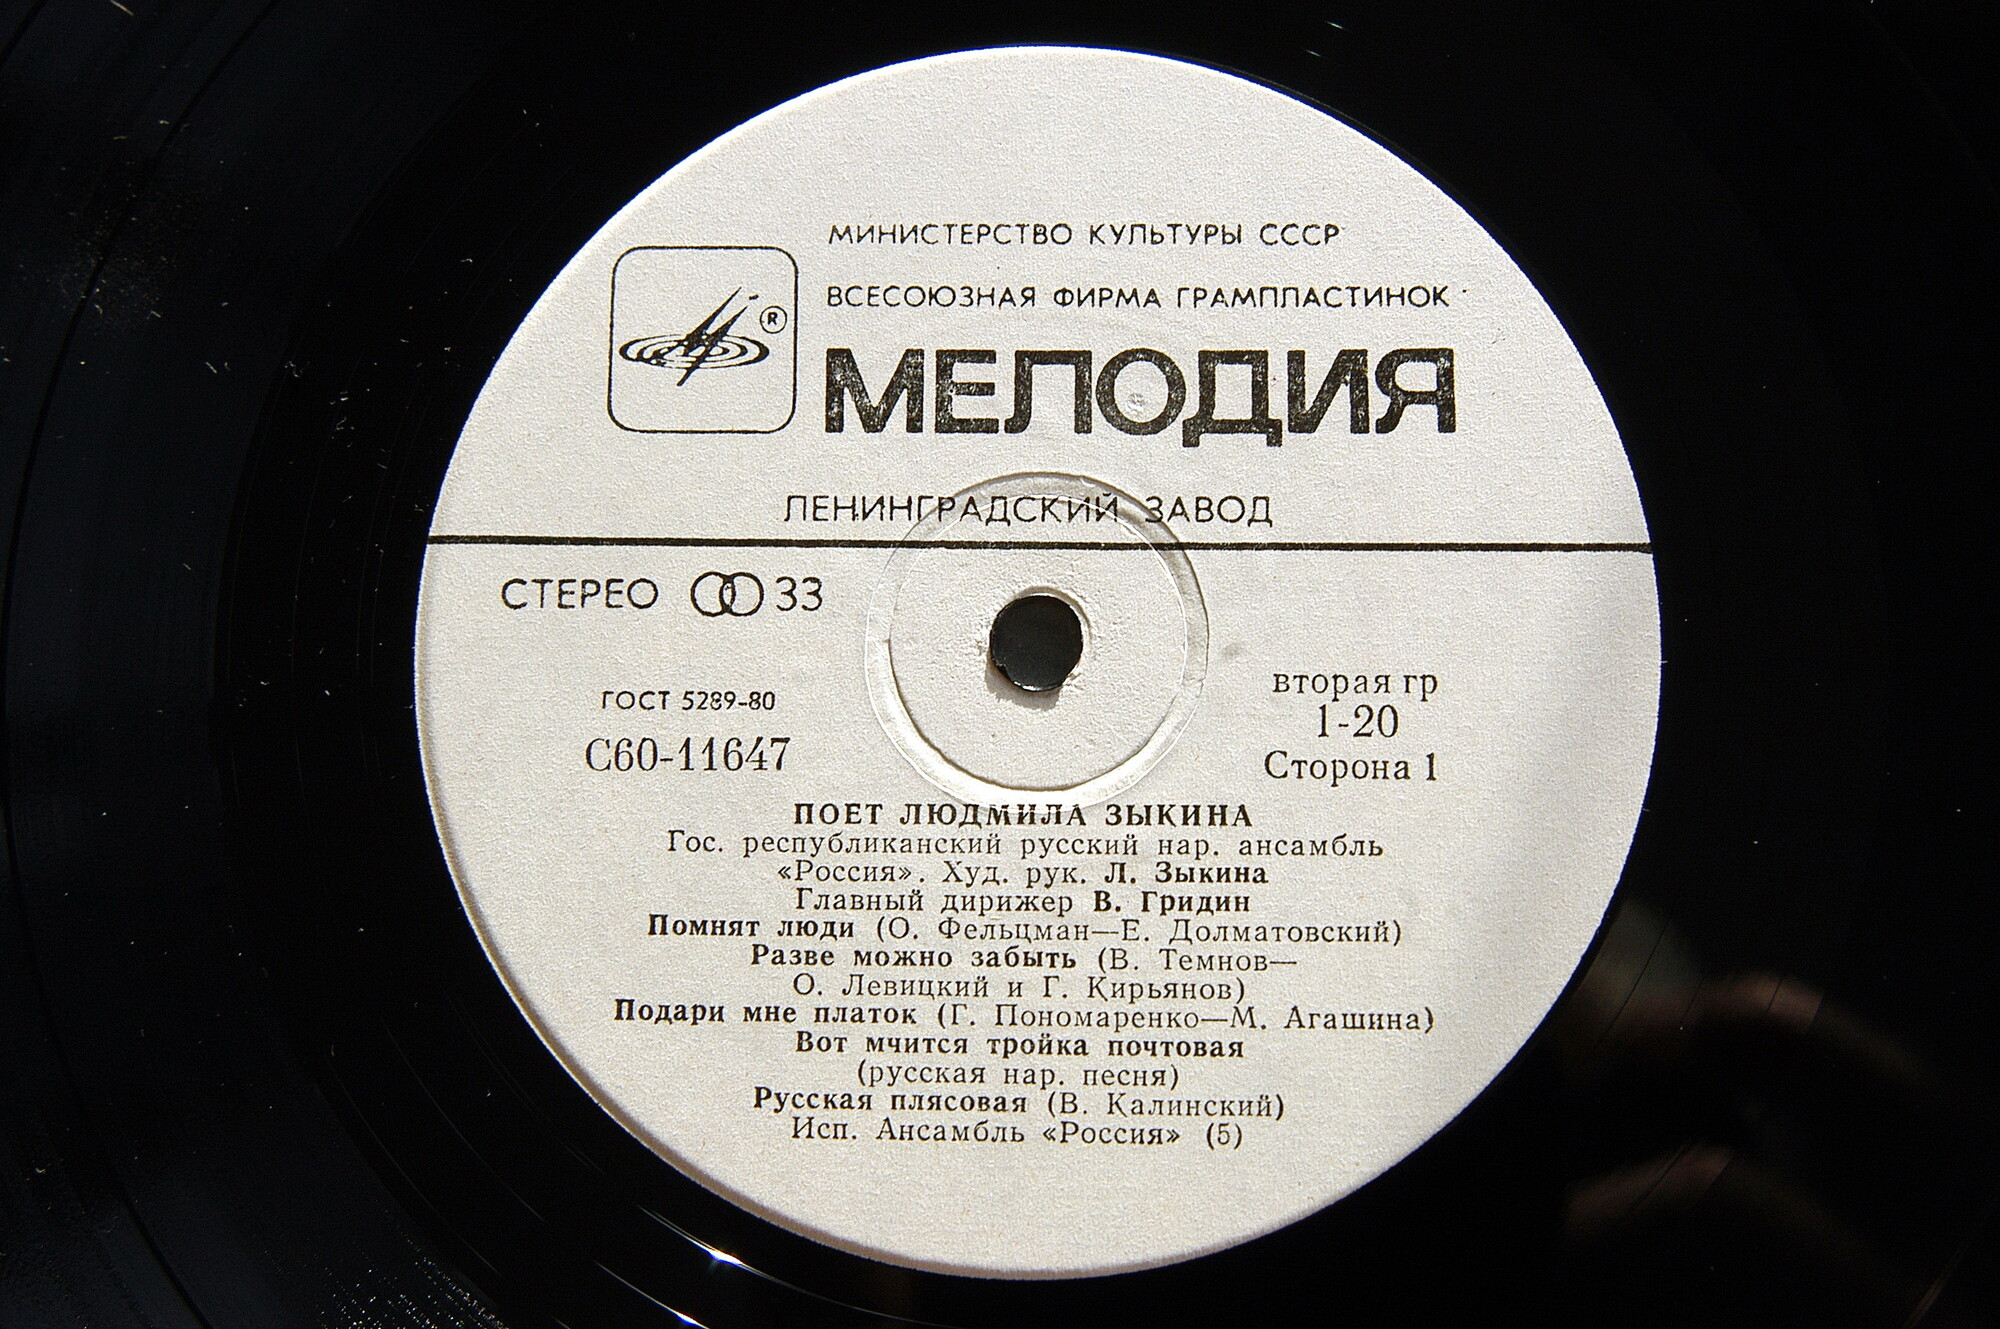 МИНИСТЕРСТВО КУЛЬТУРЫ СССР
ВСЕСОЮЗНАЯ ФИРМА ГРАМПЛАСТИНОК
®
МЕЛОДИЯ
ЛЕНИНГРАДСКИЙ ЗАВОД
СТЕРЕО 33
ГОСТ 5289-80
С60-11647
вторая гр
1-20
Сторона 1
ПОЕТ ЛЮДМИЛА ЗЫКИНА
Гос. республиканский русский нар. ансамбль
«Россия». Худ. рук. Л. Зыкина
Главный дирижер В. Гридин
Помнят люди (О. Фельцман—Е. Долматовский)
Разве можно забыть (В. Темнов—
О. Левицкий и Г. Кирьянов)
Подари мне платок (Г. Пономаренко—М. Агашина)
Вот мчится тройка почтовая
(русская нар. песня)
Русская плясовая (В. Калинский)
Исп. Ансамбль «Россия» (5)